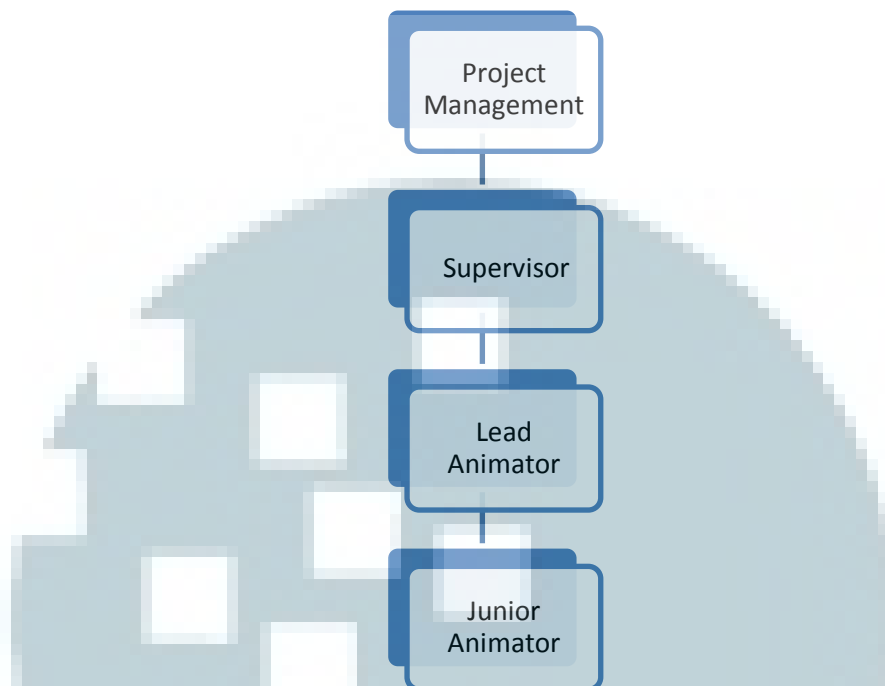 Project
Management
Supervisor
Lead
Animator
Junior
Animator